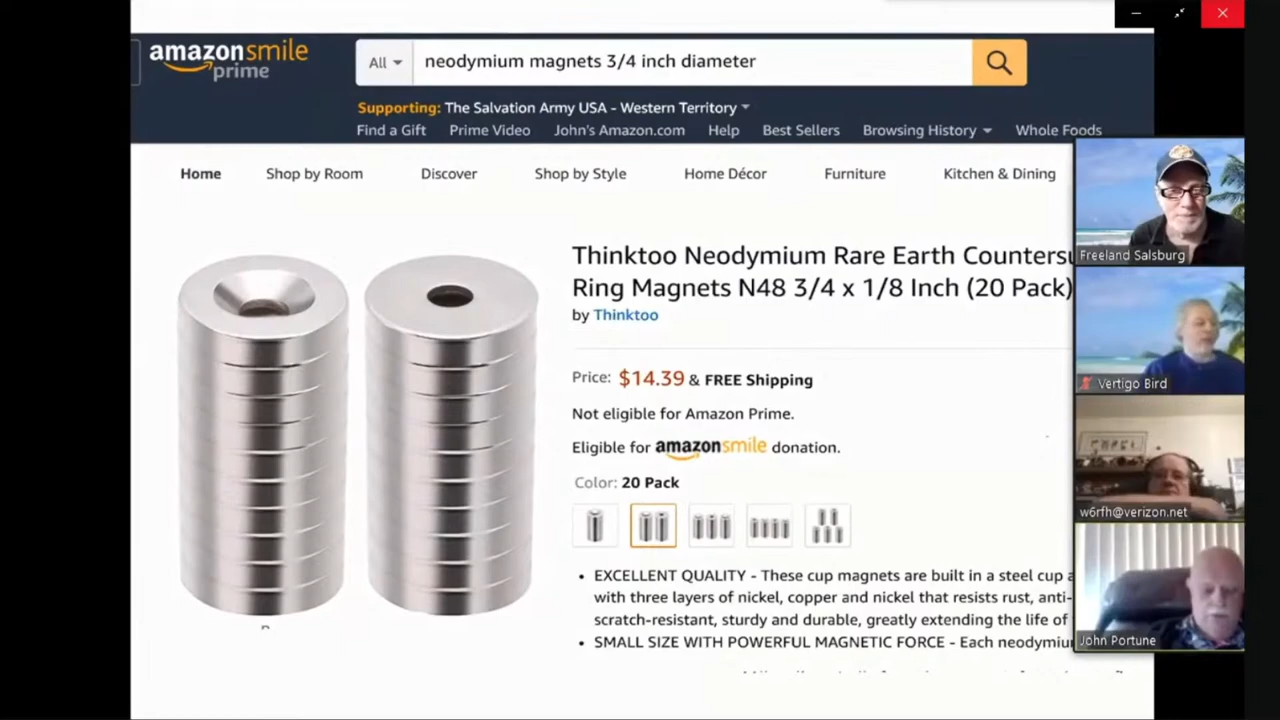 amazonsmile
prime
All
neodymium magnets 3/4 inch diameter
Supporting: The Salvation Army USA - Western Territory
Find a Gift Prime Video John's Amazon.com Help Best Sellers Browsing History Whole Foods
Home Shop by Room Discover Shop by Style Home Décor Furniture Kitchen & Dining
Thinktoo Neodymium Rare Earth Countersu
Ring Magnets N48 3/4 x 1/8 Inch (20 Pack)
by Thinktoo
Price: $14.39 & FREE Shipping
Not eligible for Amazon Prime.
Eligible for amazonsmile donation.
Color: 20 Pack
• EXCELLENT QUALITY - These cup magnets are built in a steel cup a
with three layers of nickel, copper and nickel that resists rust, anti-
scratch-resistant, sturdy and durable, greatly extending the life of
• SMALL SIZE WITH POWERFUL MAGNETIC FORCE - Each neodymiu
Freeland Salsburg
Vertigo Bird
w6rfh@verizon.net
John Portune